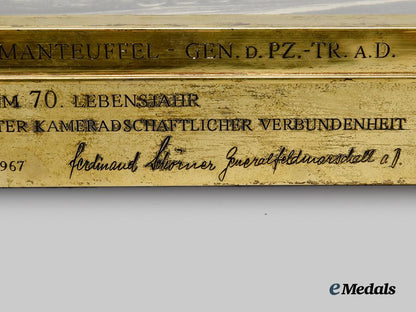 MANTEUFFEL - GEN. D. PZ.-TR. A.D.
M 70. LEBENSJAHR
TER KAMERADSCHAFTLICHER VERBUNDENHEIT
967 Ferdinand Schörner Generalfeldmarschall a.D.
eMedals